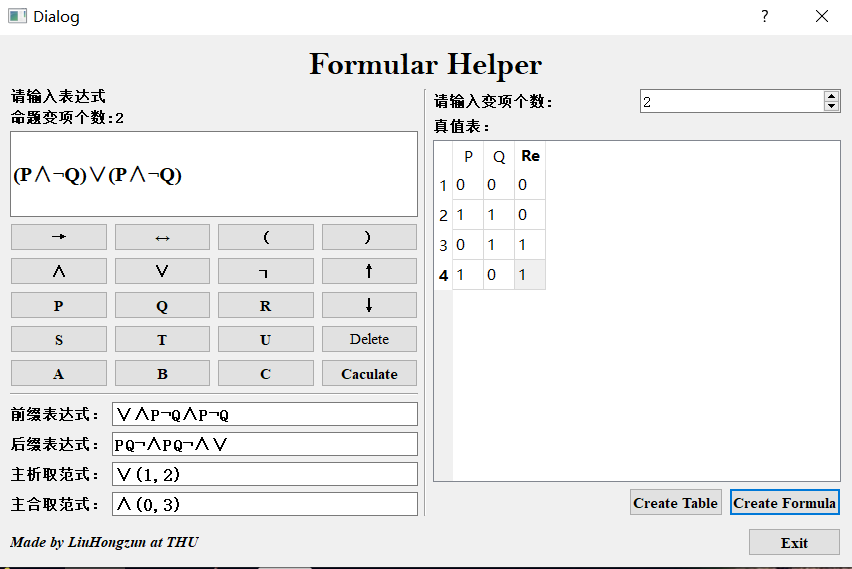 Dialog
?
Formular Helper
请输入表达式
命题变项个数:2
(P∧¬Q)∨(P∧¬Q)
→ ↔ ( )
∧ ∨ ¬ ↑
P Q R ↓
S T U Delete
A B C Caculate
前缀表达式: ∨∧P¬Q∧P¬Q
后缀表达式: PQ¬∧PQ¬∧∨
主折取范式: ∨(1,2)
主合取范式: ∧(0,3)
Made by LiuHongzun at THU
请输入变项个数: 2
真值表:
P Q Re
1 0 0 0
2 1 1 0
3 0 1 1
4 1 0 1
Create Table Create Formula
Exit